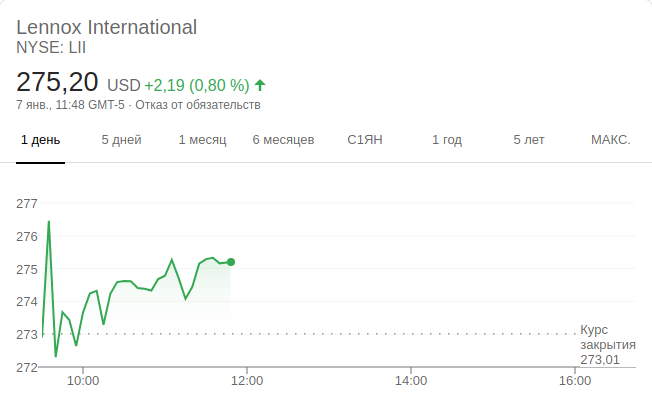 Lennox International
NYSE: LII
275,20 USD +2,19 (0,80 %)
7 янв., 11:48 GMT-5 · Отказ от обязательств
1 день 5 дней 1 месяц 6 месяцев С1ЯН 1 год 5 лет МАКС.
277
276
275
274
273
272
Курс
закрытия
273,01
10:00 12:00 14:00 16:00